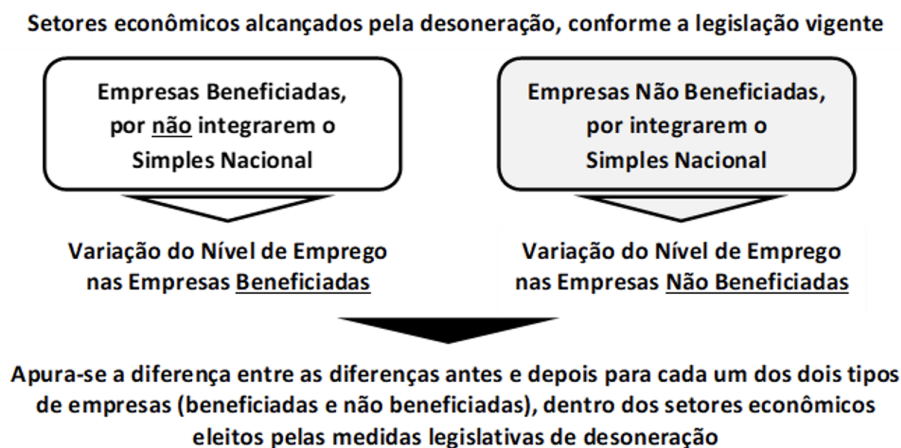 Setores econômicos alcançados pela desoneração, conforme a legislação vigente
Empresas Beneficiadas,
por não integrarem o
Simples Nacional
Empresas Não Beneficiadas,
por integrarem o
Simples Nacional
Variação do Nível de Emprego
nas Empresas Beneficiadas
Variação do Nível de Emprego
nas Empresas Não Beneficiadas
Apura-se a diferença entre as diferenças antes e depois para cada um dos dois tipos
de empresas (beneficiadas e não beneficiadas), dentro dos setores econômicos
eleitos pelas medidas legislativas de desoneração